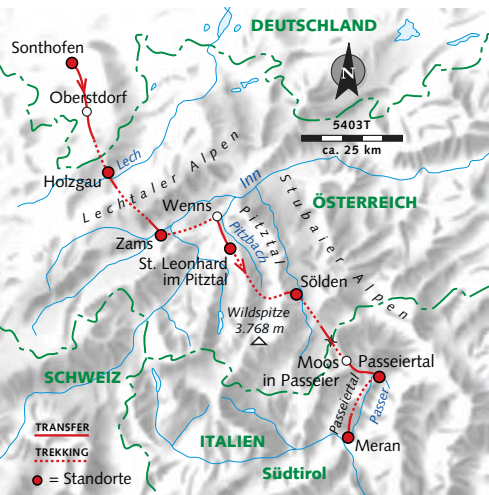 DEUTSCHLAND
Sonthofen
N
Oberstdorf
5403T
ca. 25 km
Lech
Holzgau
Lechtaler Alpen
Inn
Stubaier Alpen
ÖSTERREICH
Wenns
Pitztal
Pitzbach
Zams
St. Leonhard
im Pitztal
Sölden
Wildspitze
3.768 m
Moos
in Passeier
Passeiertal
SCHWEIZ
Passeiertal
Passer
TRANSFER
TREKKING
ITALIEN
Meran
= Standorte
Südtirol